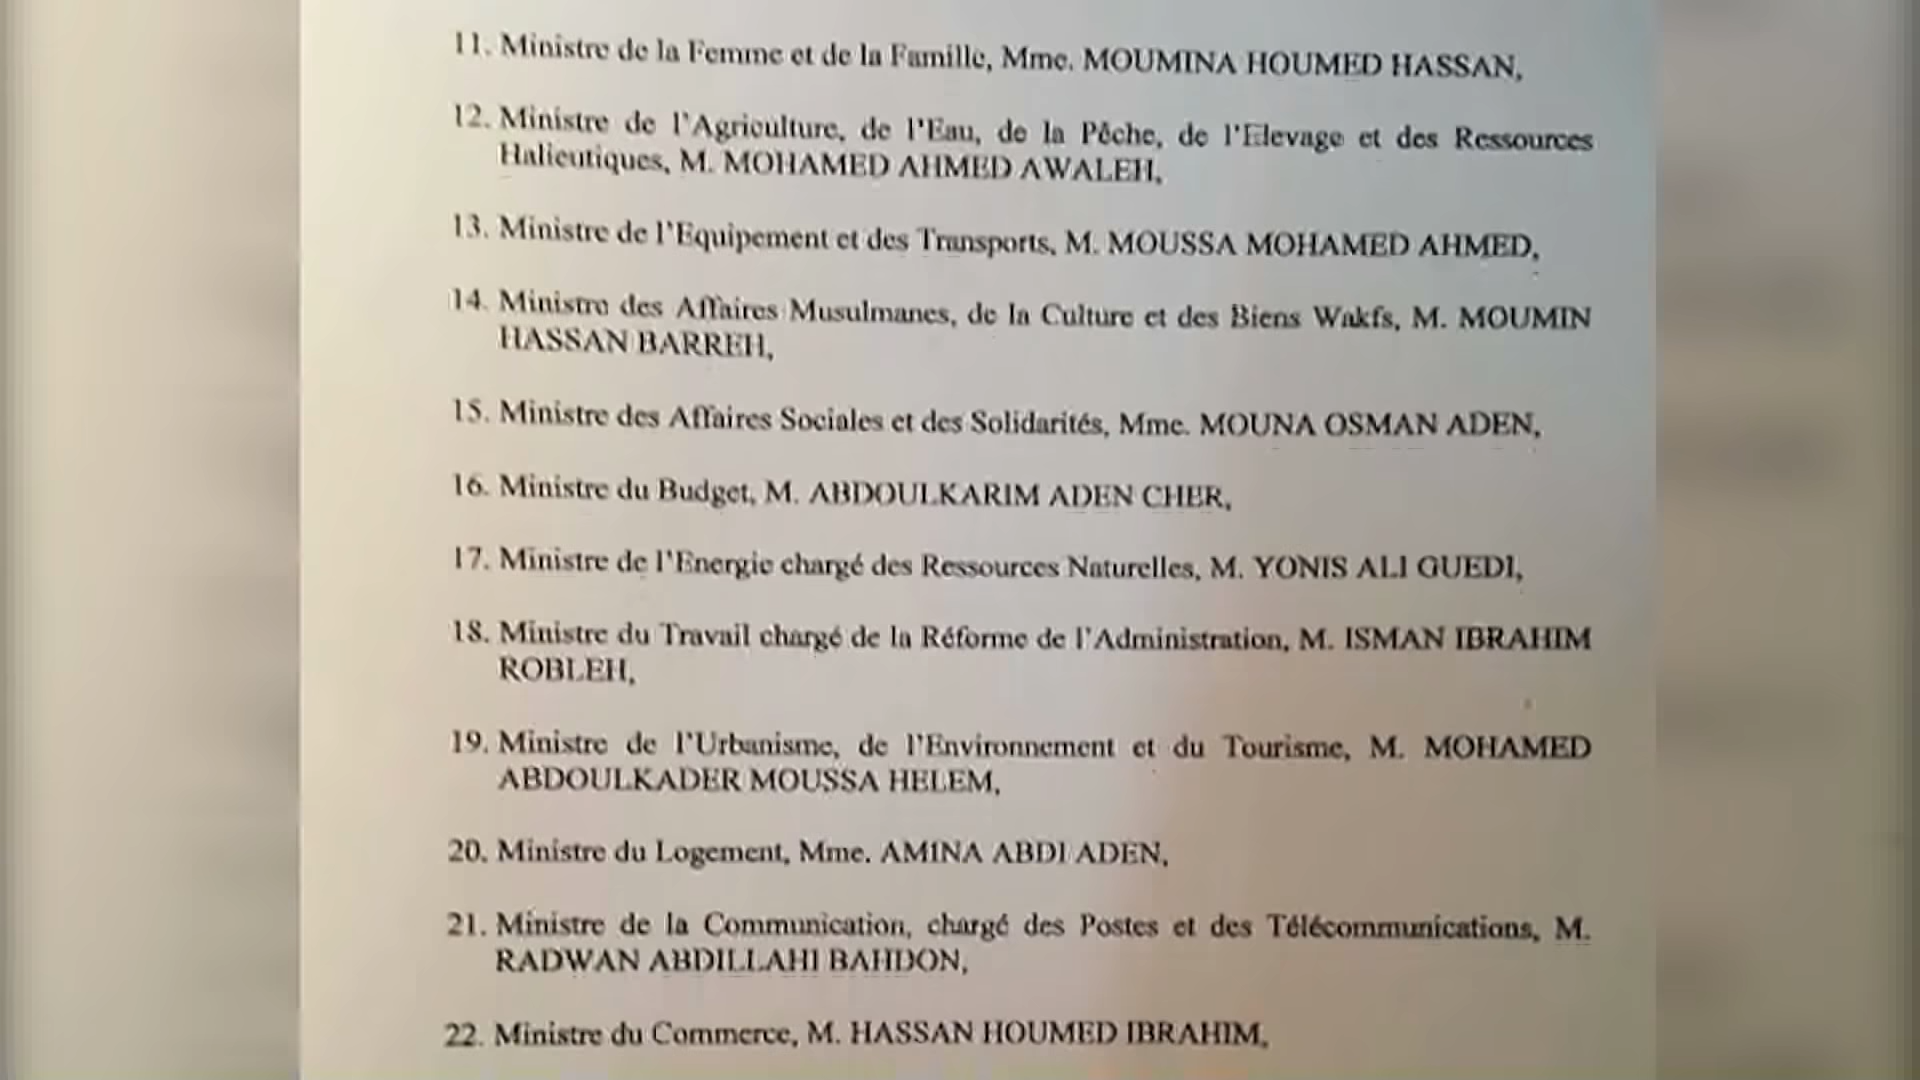 11. Ministre de la Femme et de la Famille, Mme. MOUMINA HOUMED HASSAN,
12. Ministre de l'Agriculture, de l'Eau, de la Pêche, de l'Elevage et des Ressources
Halieutiques, M. MOHAMED AHMED AWALEH,
13. Ministre de l'Equipement et des Transports, M. MOUSSA MOHAMED AHMED,
14. Ministre des Affaires Musulmanes, de la Culture et des Biens Wakfs, M. MOUMIN
HASSAN BARREH,
15. Ministre des Affaires Sociales et des Solidarités, Mme. MOUNA OSMAN ADEN,
16. Ministre du Budget, M. ABDOULKARIM ADEN CHER,
17. Ministre de l'Energie chargé des Ressources Naturelles, M. YONIS ALI GUEDI,
18. Ministre du Travail chargé de la Réforme de l'Administration, M. ISMAN IBRAHIM
ROBLEH,
19. Ministre de l'Urbanisme, de l'Environnement et du Tourisme, M. MOHAMED
ABDOULKADER MOUSSA HELEM,
20. Ministre du Logement, Mme. AMINA ABDI ADEN,
21. Ministre de la Communication, chargé des Postes et des Télécommunications, M.
RADWAN ABDILLAHI BAHDON,
22. Ministre du Commerce, M. HASSAN HOUMED IBRAHIM,